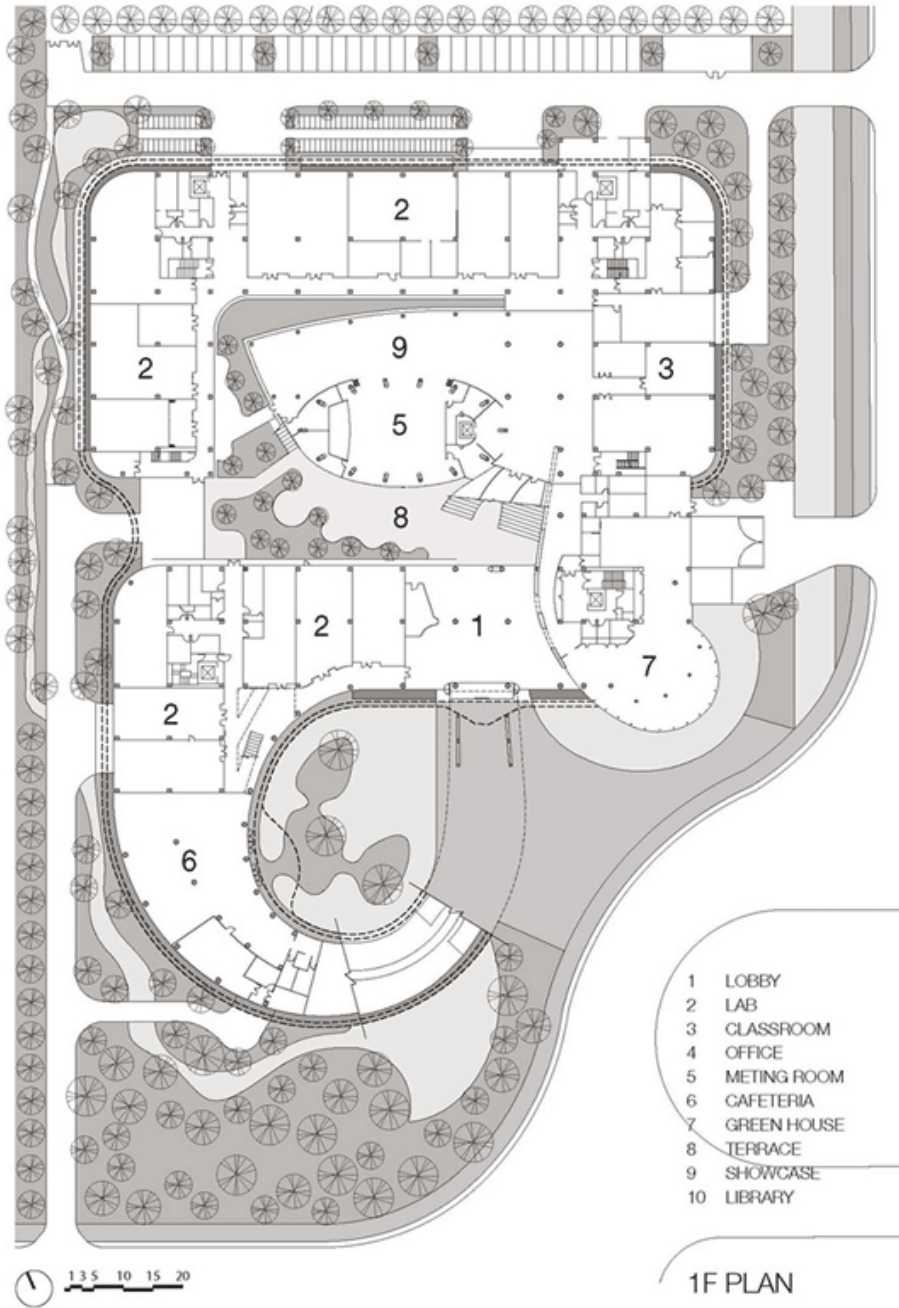 2
9
2
3
5
8
2
1
7
2
6
1 LOBBY
2 LAB
3 CLASSROOM
4 OFFICE
5 METING ROOM
6 CAFETERIA
7 GREEN HOUSE
8 TERRACE
9 SHOWCASE
10 LIBRARY
1 3 5 10 15 20
1F PLAN